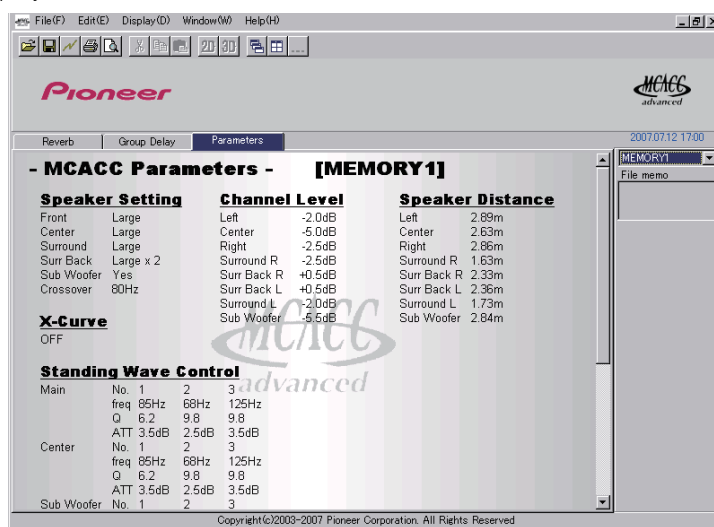 File(F) Edit(E) Display(D) Window(W) Help(H)
2D 3D
Pioneer
MCACC
advanced
Reverb Group Delay Parameters
2007.07.12 17:00
- MCACC Parameters - [MEMORY1]
MEMORY1
File memo
Speaker Setting Channel Level Speaker Distance
Front Large Left -2.0dB Left 2.89m
Center Large Center -5.0dB Center 2.63m
Surround Large Right -2.5dB Right 2.86m
Surr Back Large x 2 Surround R -2.5dB Surround R 1.63m
Sub Woofer Yes Surr Back R +0.5dB Surr Back R 2.33m
Crossover 80Hz Surr Back L +0.5dB Surr Back L 2.36m
Surround L -2.0dB Surround L 1.73m
X-Curve Sub Woofer -5.5dB Sub Woofer 2.84m
OFF
MCACC
advanced
Standing Wave Control
Main No. 1 2 3
freq 85Hz 68Hz 125Hz
Q 6.2 9.8 9.8
ATT 3.5dB 2.5dB 3.5dB
Center No. 1 2 3
freq 85Hz 68Hz 125Hz
Q 6.2 9.8 9.8
ATT 3.5dB 2.5dB 3.5dB
Sub Woofer No. 1 2 3
Copyright(c)2003-2007 Pioneer Corporation. All Rights Reserved